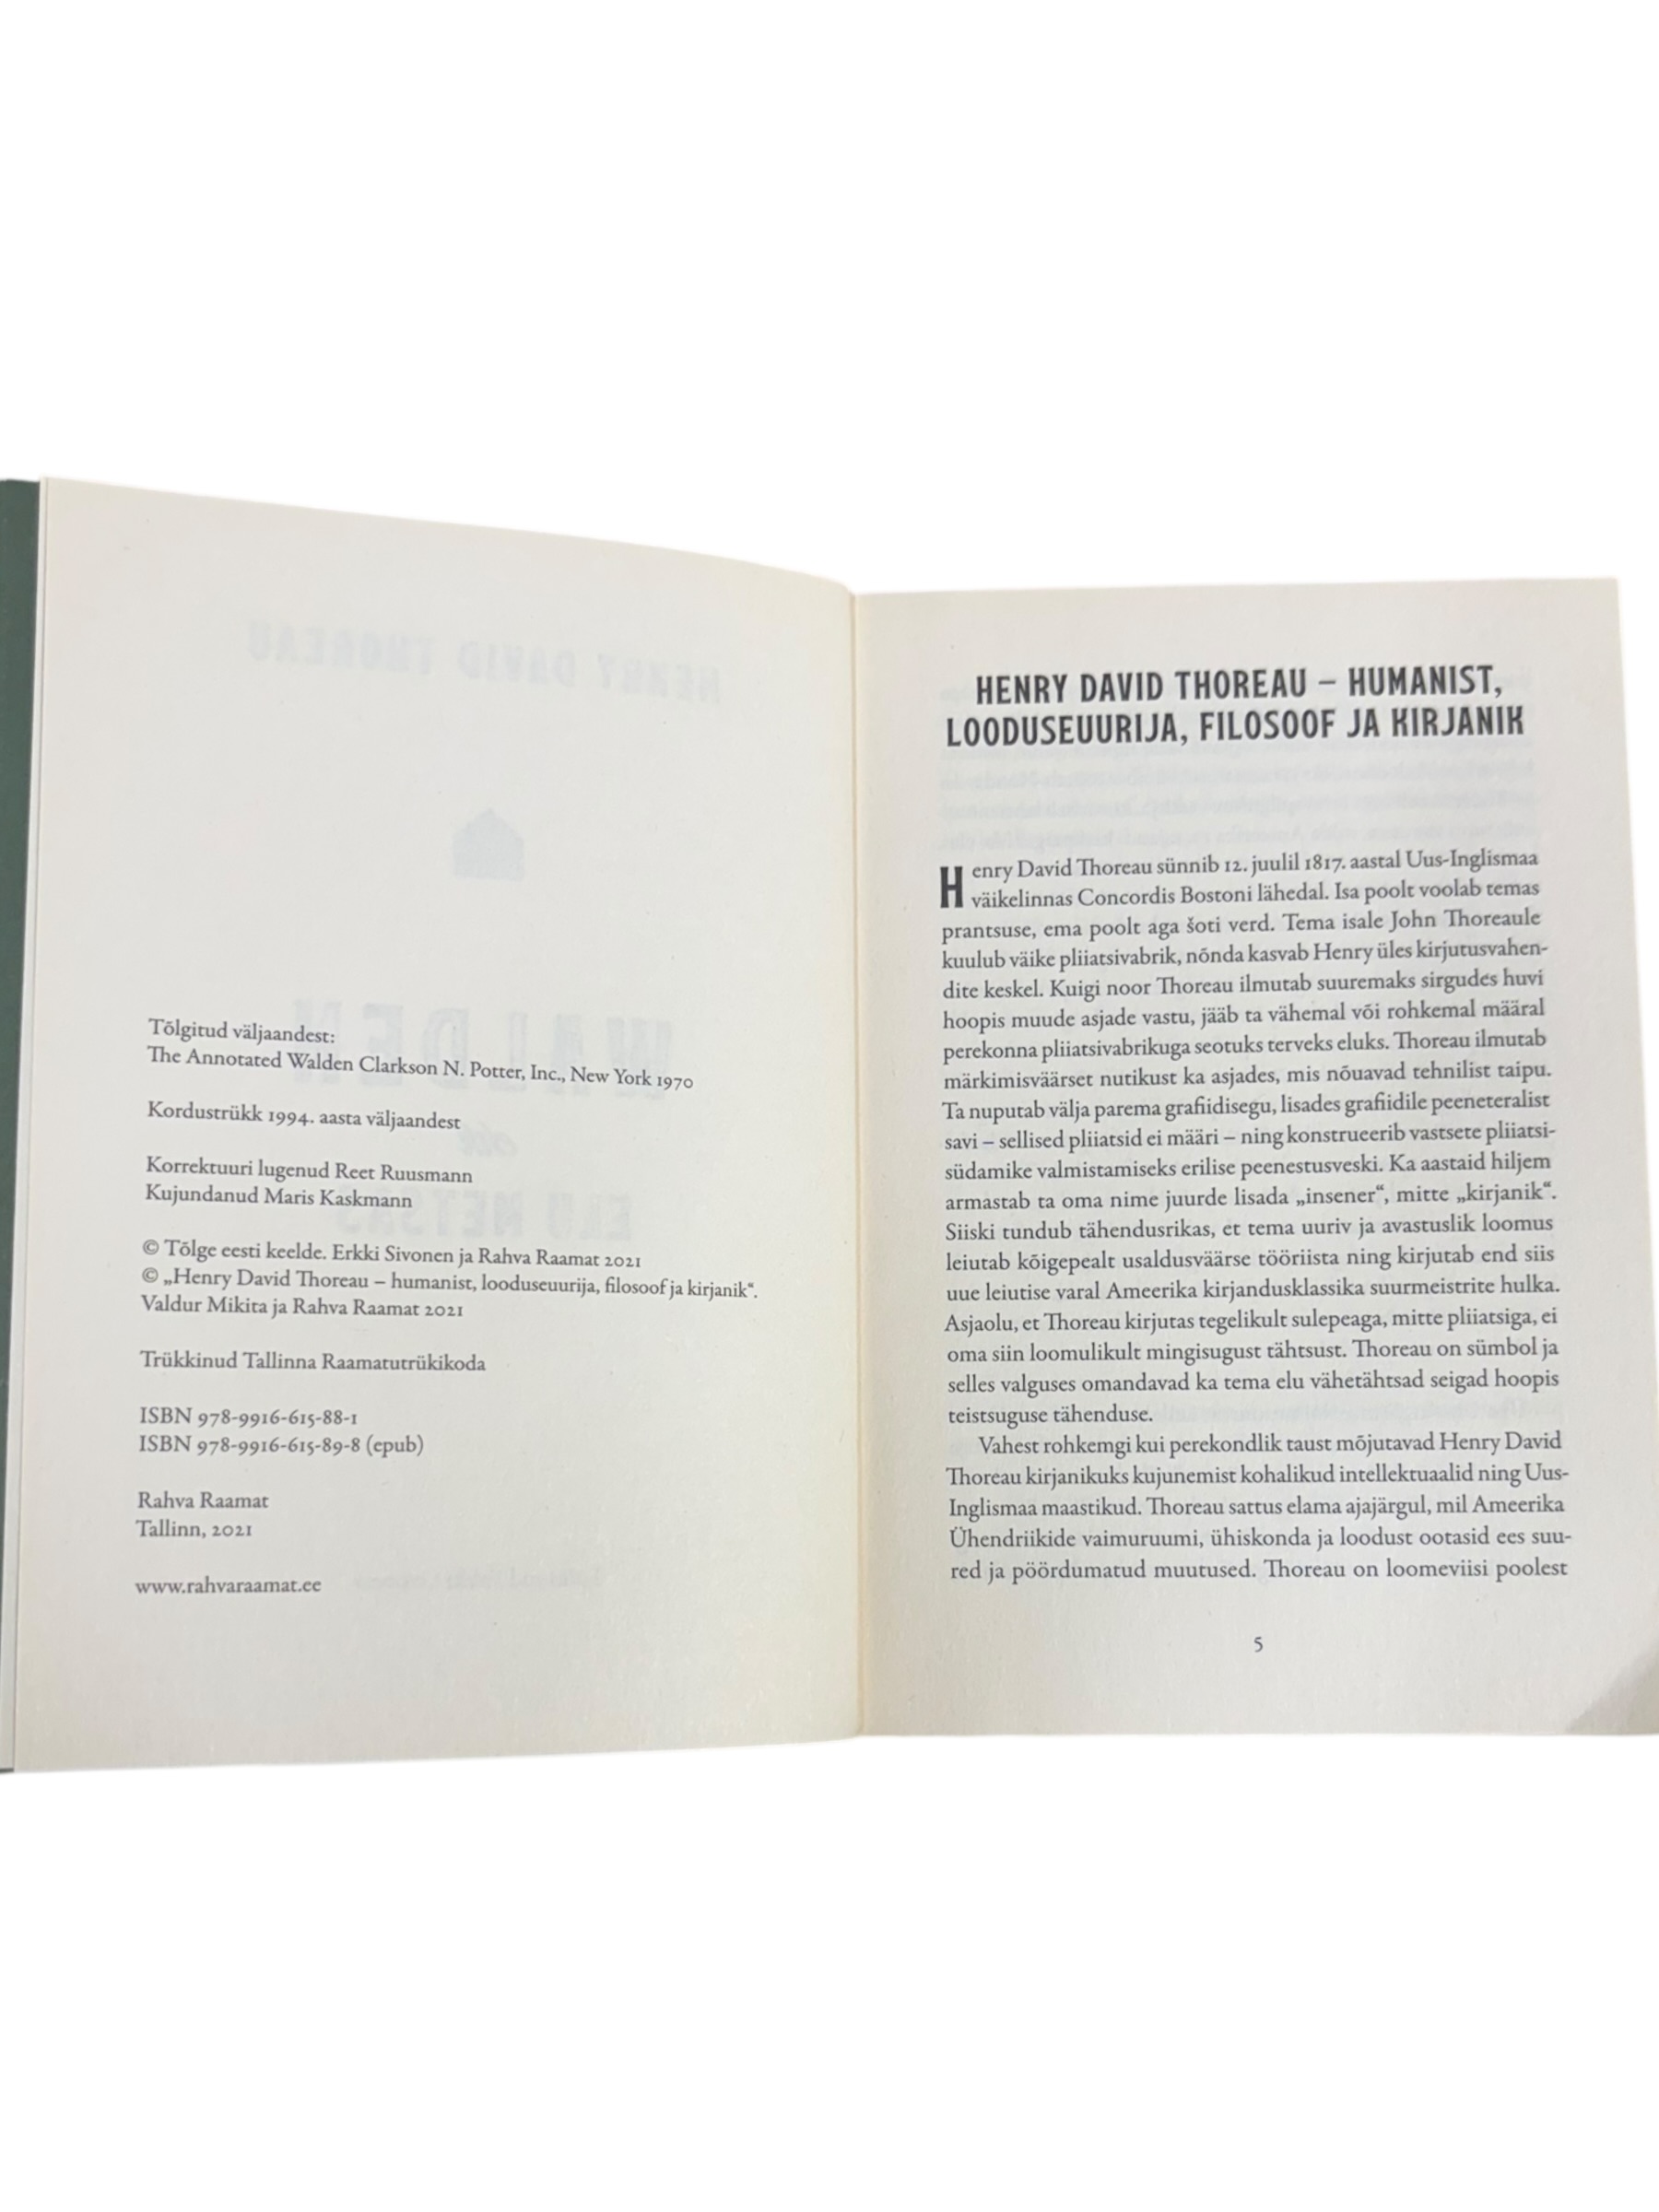 Tõlgitud väljaandest:
The Annotated Walden Clarkson N. Potter, Inc., New York 1970
Kordustrükk 1994. aasta väljaandest
Korrektuuri lugenud Reet Ruusmann
Kujundanud Maris Kaskmann
© Tõlge eesti keelde. Erkki Sivonen ja Rahva Raamat 2021
© „Henry David Thoreau – humanist, looduseuurija, filosoof ja kirjanik“.
Valdur Mikita ja Rahva Raamat 2021
Trükkinud Tallinna Raamatutrükikoda
ISBN 978-9916-615-88-1
ISBN 978-9916-615-89-8 (epub)
Rahva Raamat
Tallinn, 2021
www.rahvaraamat.ee
HENRY DAVID THOREAU – HUMANIST,
LOODUSEUURIJA, FILOSOOF JA KIRJANIK
Henry David Thoreau sünnib 12. juulil 1817. aastal Uus-Inglismaa
väikelinnas Concordis Bostoni lähedal. Isa poolt voolab temas
prantsuse, ema poolt aga šoti verd. Tema isale John Thoreaule
kuulub väike pliiatsivabrik, nõnda kasvab Henry üles kirjutusvahen-
dite keskel. Kuigi noor Thoreau ilmutab suuremaks sirgudes huvi
hoopis muude asjade vastu, jääb ta vähemal või rohkemal määral
perekonna pliiatsivabrikuga seotuks terveks eluks. Thoreau ilmutab
märkimisväärset nutikust ka asjades, mis nõuavad tehnilist taipu.
Ta nuputab välja parema grafiidisegu, lisades grafiidile peeneteralist
savi – sellised pliiatsid ei määri – ning konstrueerib vastsete pliiatsi-
südamike valmistamiseks erilise peenestusveski. Ka aastaid hiljem
armastab ta oma nime juurde lisada „insener“, mitte „kirjanik“.
Siiski tundub tähendusrikas, et tema uuriv ja avastuslik loomus
leiutab kõigepealt usaldusväärse tööriista ning kirjutab end siis
uue leiutise varal Ameerika kirjandusklassika suurmeistrite hulka.
Asjaolu, et Thoreau kirjutas tegelikult sulepeaga, mitte pliiatsiga, ei
oma siin loomulikult mingisugust tähtsust. Thoreau on sümbol ja
selles valguses omandavad ka tema elu vähetähtsad seigad hoopis
teistsuguse tähenduse.
Vahest rohkemgi kui perekondlik taust mõjutavad Henry David
Thoreau kirjanikuks kujunemist kohalikud intellektuaalid ning Uus-
Inglismaa maastikud. Thoreau sattus elama ajajärgul, mil Ameerika
Ühendriikide vaimuruumi, ühiskonda ja loodust ootasid ees suu-
red ja pöördumatud muutused. Thoreau on loomeviisi poolest
5